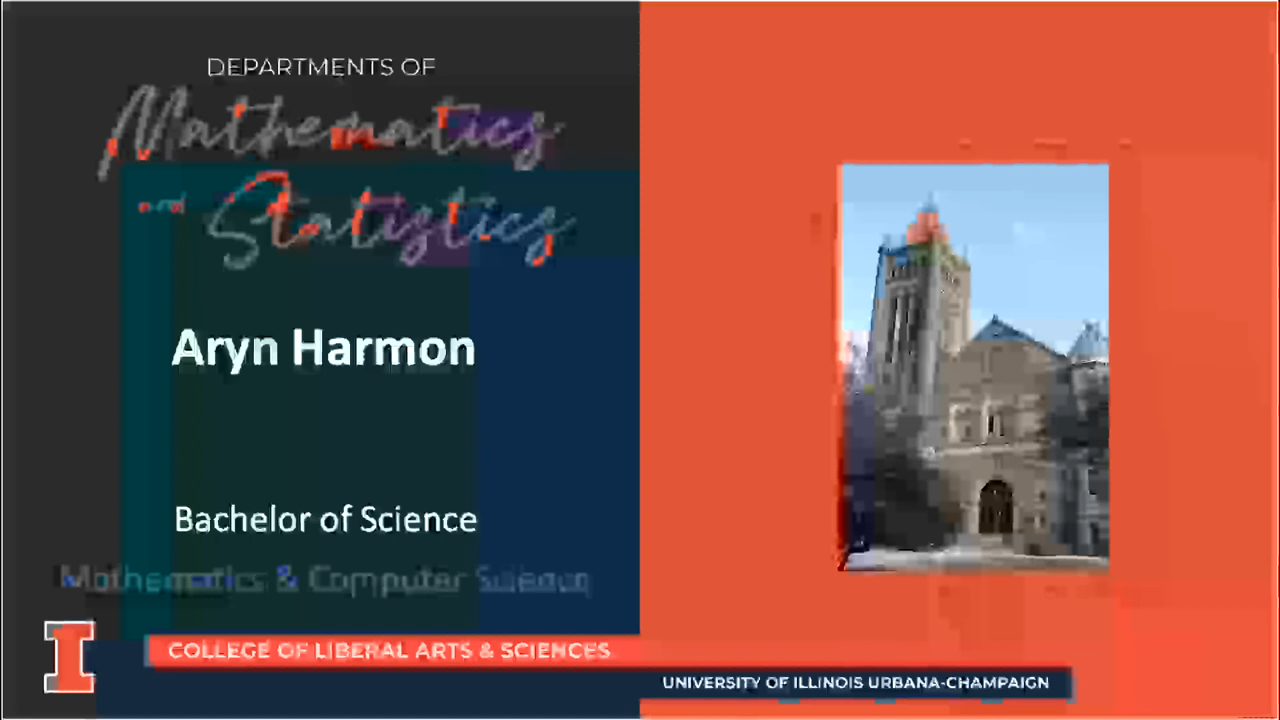 DEPARTMENTS OF
Mathematics
and Statistics
Aryn Harmon
Bachelor of Science
Mathematics & Computer Science
COLLEGE OF LIBERAL ARTS & SCIENCES
UNIVERSITY OF ILLINOIS URBANA-CHAMPAIGN